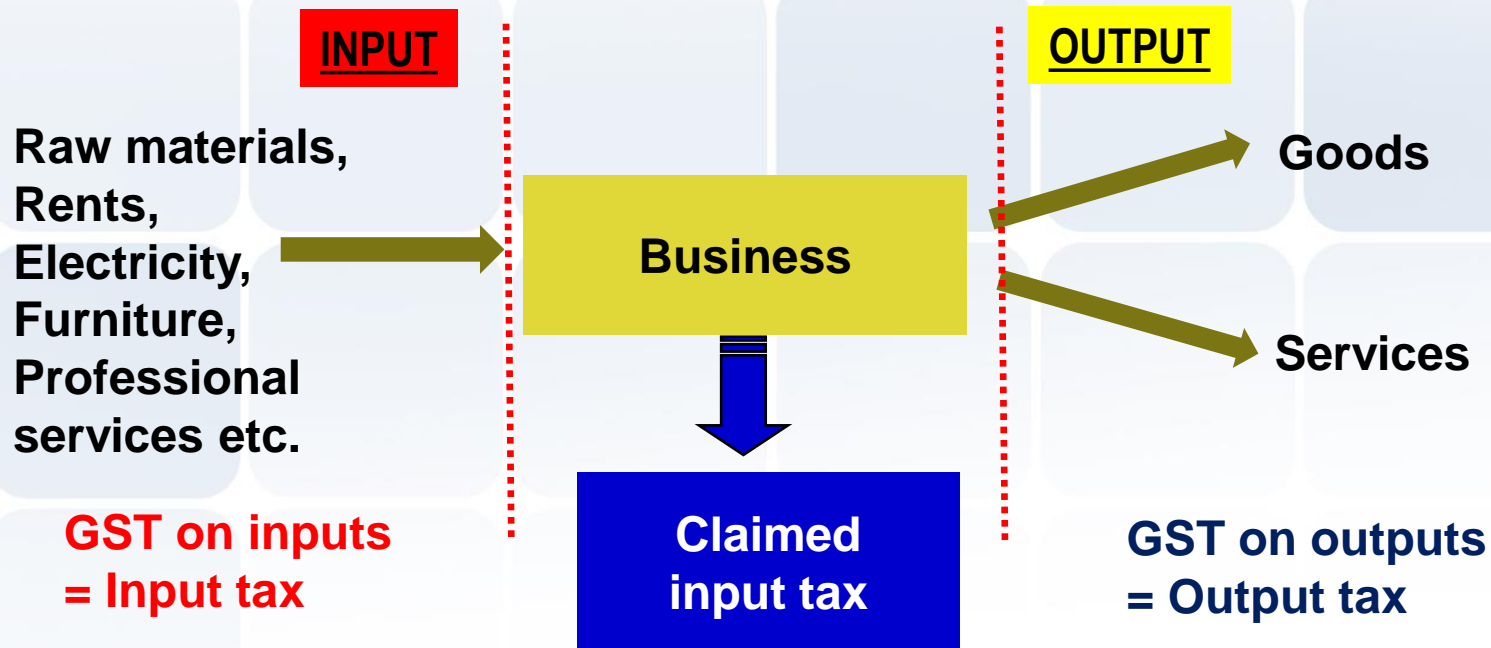 INPUT
OUTPUT
Raw materials,
Rents,
Electricity,
Furniture,
Professional
services etc.
Business
Goods
Services
GST on inputs
= Input tax
Claimed
input tax
GST on outputs
= Output tax